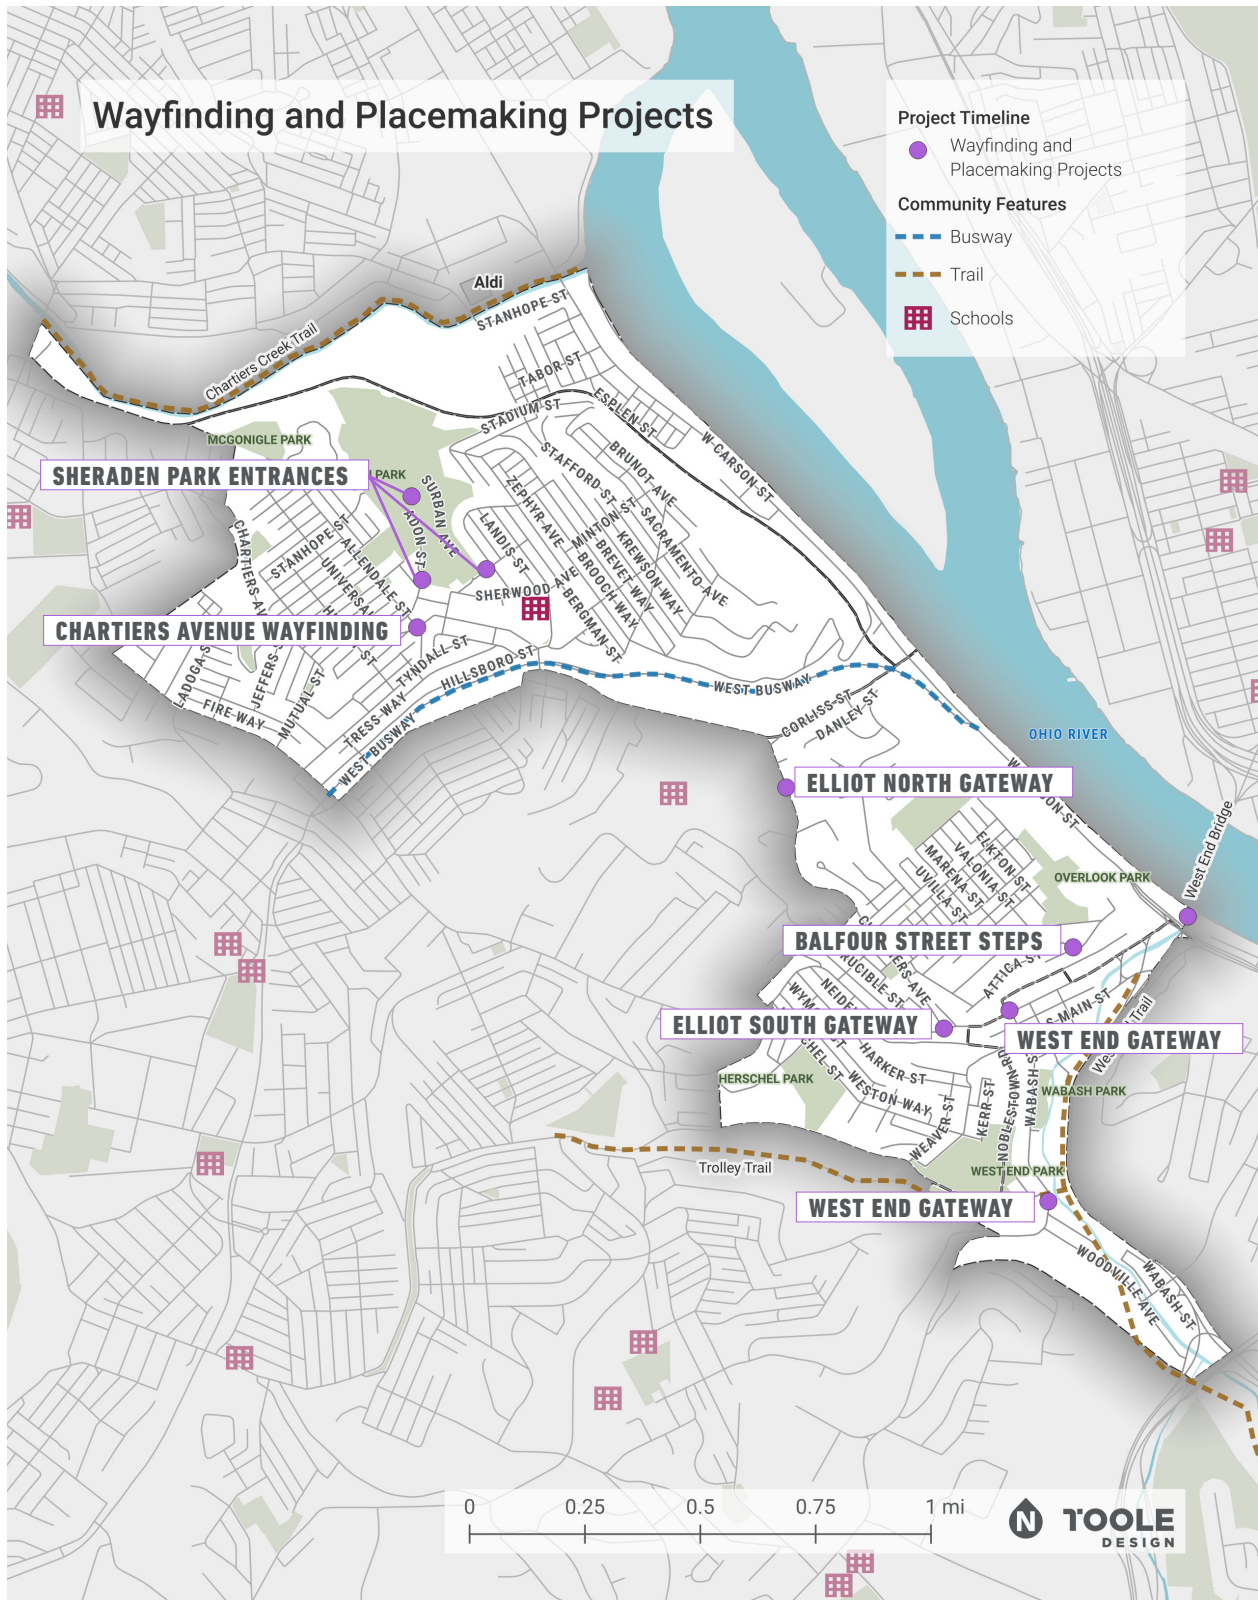 Wayfinding and Placemaking Projects
Project Timeline
Wayfinding and
Placemaking Projects
Community Features
Busway
Trail
Schools
Aldi
STANHOPE ST
Chartiers Creek Trail
TABOR ST
STADIUM ST
ESPLEN ST
W CARSON ST
MCGONIGLE PARK
PARK
SHERADEN PARK ENTRANCES
SURBAN AVE
ADON ST
STAFFORD ST
BRUNOT AVE
ZEPHYR AVE
MINTON ST
SACRAMENTO AVE
LANDIS ST
KREWSON WAY
BREVET WAY
BROOCH WAY
BERGMAN ST
SHERWOOD AVE
STANHOPE ST
ALLENDALE ST
CHARTIERS AV
CHARTIERS AVENUE WAYFINDING
TYNDALL ST
HILLSBORO ST
LADOGA S
JEFFERS
MUTUAL ST
FIRE WAY
TRESS WAY
WEST BUSWAY
WEST BUSWAY
CORLISS ST
DANLEY ST
OHIO RIVER
ELLIOT NORTH GATEWAY
ELKTON ST
VALONIA ST
MARENA ST
UVILLA ST
OVERLOOK PARK
West End Bridge
BALFOUR STREET STEPS
ATTICA S
RUCIBLE ST
ERS AVE
NEIDE
WYM
ELLIOT SOUTH GATEWAY
S MAIN ST
WEST END GATEWAY
Trail
HARKER ST
CHEL ST
HERSCHEL PARK
WESTON WAY
WEAVER ST
KERR ST
NOBLESTOWN RD
WABASH S
WABASH PARK
Trolley Trail
WEST END PARK
WEST END GATEWAY
WOODVILLE AVE
WABASH ST
0 0.25 0.5 0.75 1 mi
N
TOOLE
DESIGN